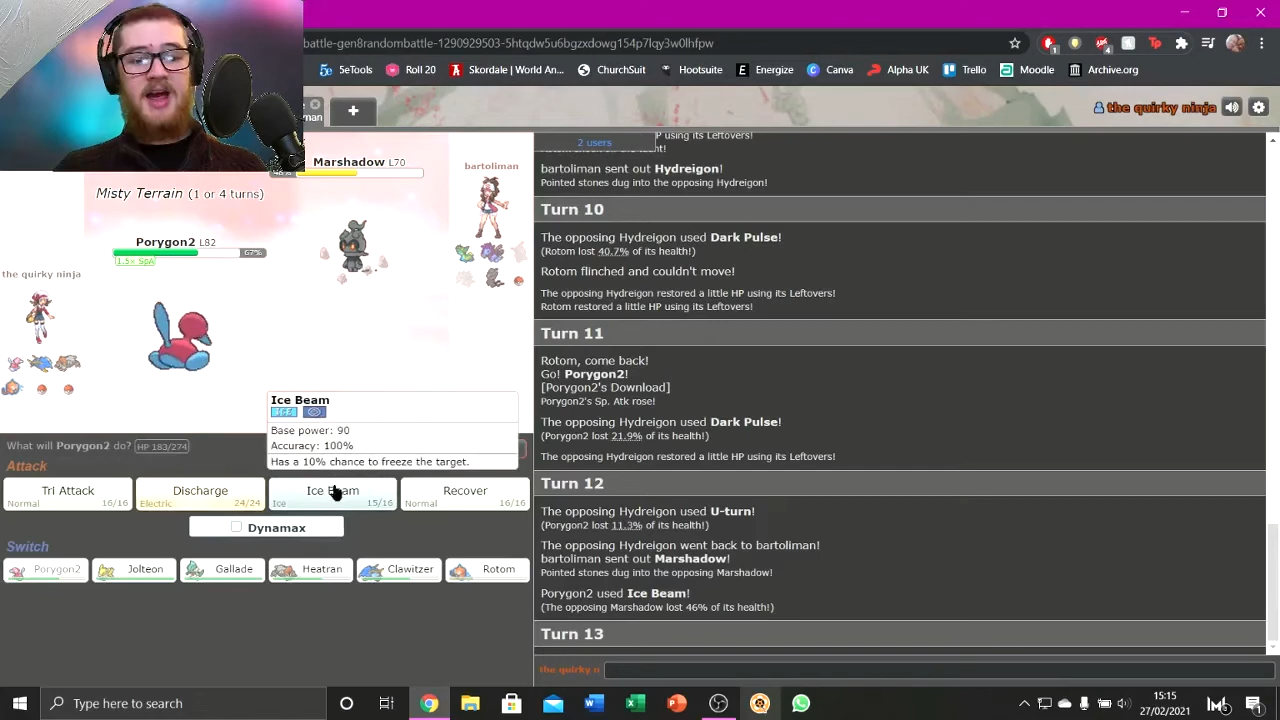 battle-gen8randombattle-1290929503-5htqdw5u6bgzxdowg154p7lqy3w0lhfpw
5eTools
Roll 20
Skordale | World An...
ChurchSuit
Hootsuite
Energize
Canva
Alpha UK
Trello
Moodle
Archive.org
mari
the quirky ninja
2 users
P using its Leftovers!
Marshadow L70
48%
bartoliman
Misty Terrain (1 or 4 turns)
Porygon2 L82
67%
1.5× SpA
the quirky ninja
bartoliman sent out Hydreigon!
Pointed stones dug into the opposing Hydreigon!
Turn 10
The opposing Hydreigon used Dark Pulse!
(Rotom lost 40.7% of its health!)
Rotom flinched and couldn't move!
The opposing Hydreigon restored a little HP using its Leftovers!
Rotom restored a little HP using its Leftovers!
Turn 11
Rotom, come back!
Go! Porygon2!
[Porygon2's Download]
Porygon2's Sp. Atk rose!
The opposing Hydreigon used Dark Pulse!
(Porygon2 lost 21.9% of its health!)
The opposing Hydreigon restored a little HP using its Leftovers!
Turn 12
The opposing Hydreigon used U-turn!
(Porygon2 lost 11.3% of its health!)
The opposing Hydreigon went back to bartoliman!
bartoliman sent out Marshadow!
Pointed stones dug into the opposing Marshadow!
Porygon2 used Ice Beam!
(The opposing Marshadow lost 46% of its health!)
Turn 13
the quirky n
Ice Beam
ICE
Base power: 90
Accuracy: 100%
Has a 10% chance to freeze the target.
What will Porygon2 do? HP 183/274
Attack
Tri Attack
Normal 16/16
Discharge
Electric 24/24
Ice Beam
Ice 15/16
Recover
Normal 16/16
Dynamax
Switch
Porygon2
Jolteon
Gallade
Heatran
Clawitzer
Rotom
Type here to search
15:15
27/02/2021